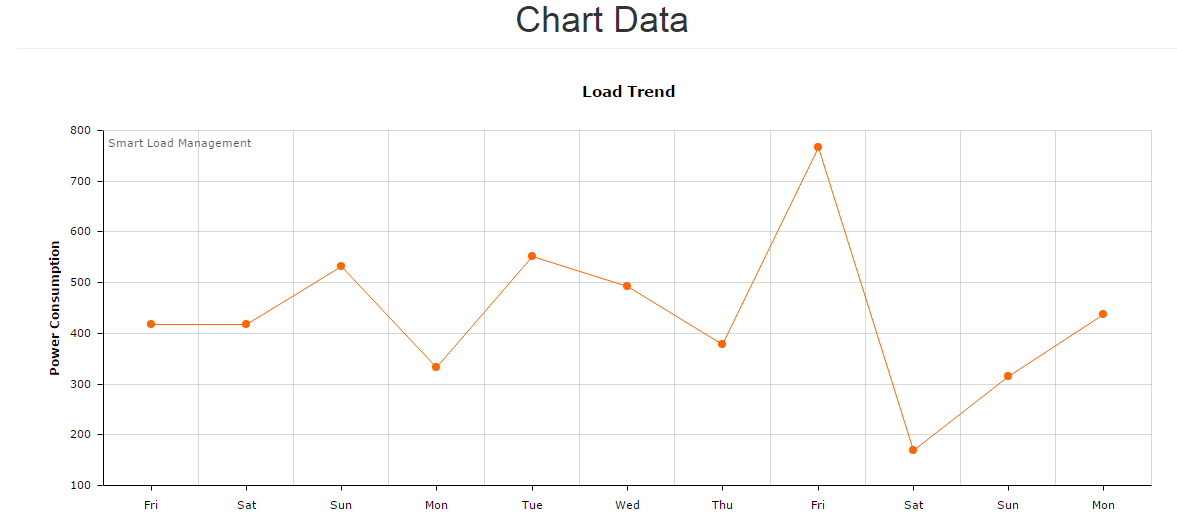 Chart Data
Load Trend
Smart Load Management
Power Consumption
800
700
600
500
400
300
200
100
Fri Sat Sun Mon Tue Wed Thu Fri Sat Sun Mon